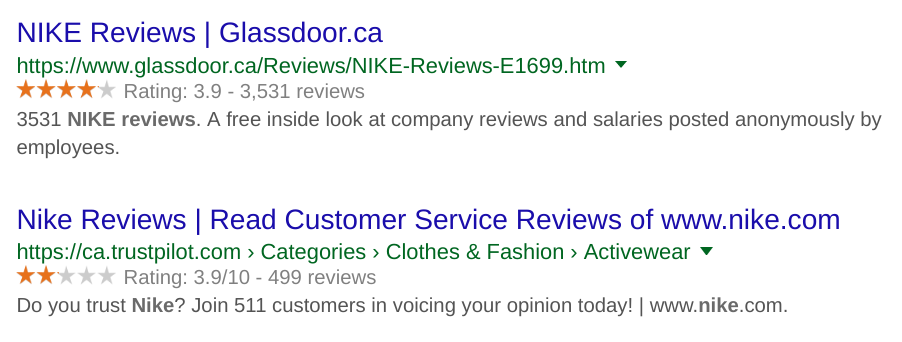 NIKE Reviews | Glassdoor.ca
https://www.glassdoor.ca/Reviews/NIKE-Reviews-E1699.htm
Rating: 3.9 - 3,531 reviews
3531 NIKE reviews. A free inside look at company reviews and salaries posted anonymously by
employees.
Nike Reviews | Read Customer Service Reviews of www.nike.com
https://ca.trustpilot.com › Categories › Clothes & Fashion › Activewear
Rating: 3.9/10 - 499 reviews
Do you trust Nike? Join 511 customers in voicing your opinion today! | www.nike.com.